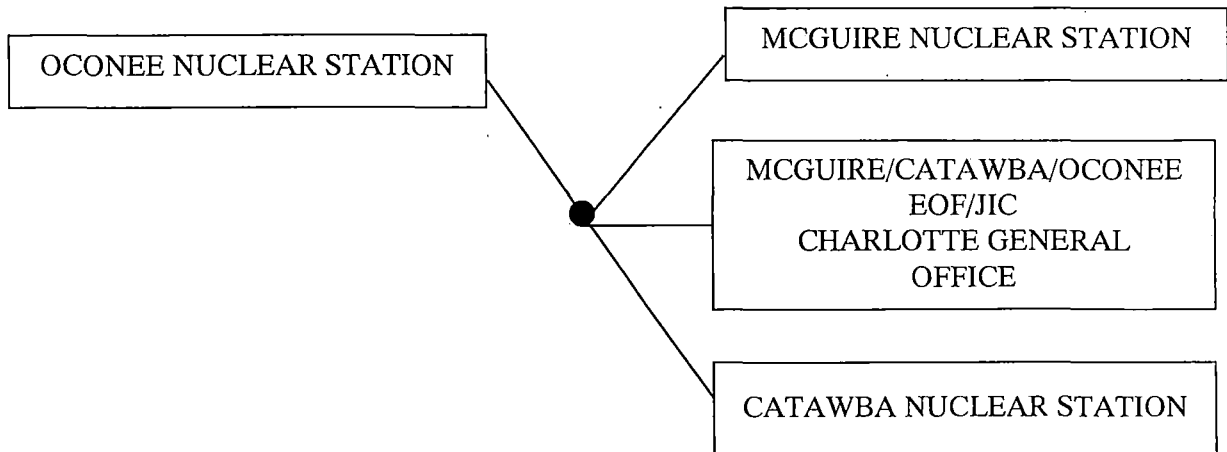 OCONEE NUCLEAR STATION
MCGUIRE NUCLEAR STATION
MCGUIRE/CATAWBA/OCONEE
EOF/JIC
CHARLOTTE GENERAL
OFFICE
CATAWBA NUCLEAR STATION